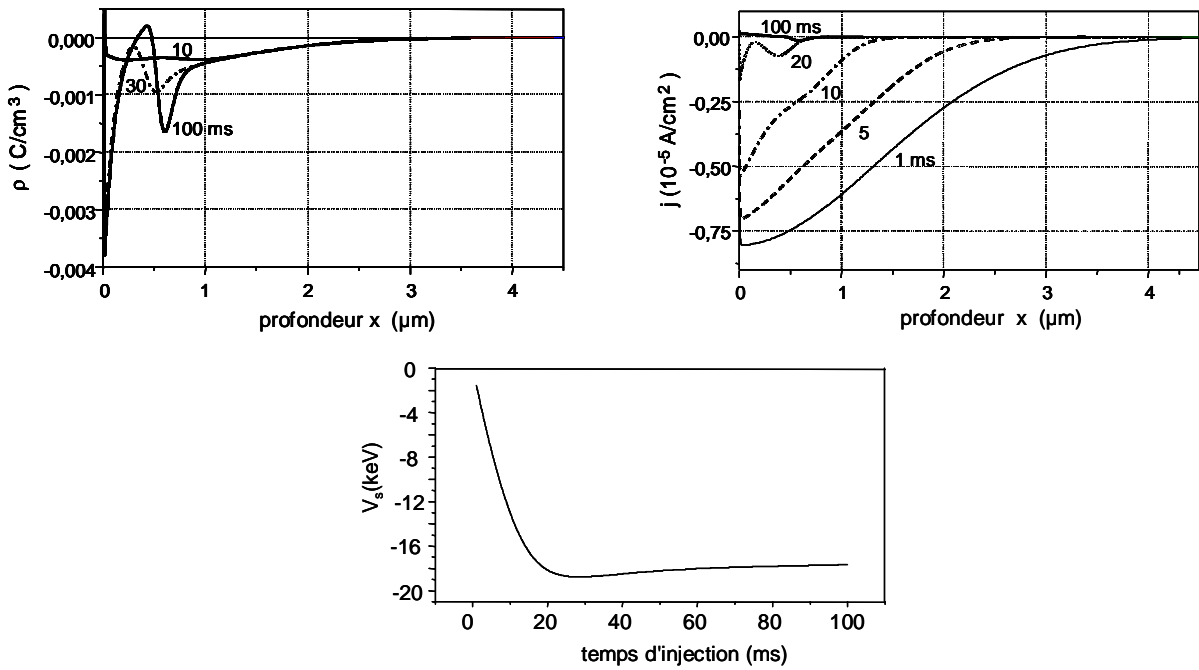 0,000
-0,001
-0,002
-0,003
-0,004
ρ ( C/cm³ )
10
30
100 ms
0 1 2 3 4
profondeur x (µm)
0,00
-0,25
-0,50
-0,75
j (10⁻⁵ A/cm²)
100 ms
20
10
5
1 ms
0 1 2 3 4
profondeur x (µm)
0
-4
-8
-12
-16
-20
Vₛ(keV)
0 20 40 60 80 100
temps d'injection (ms)